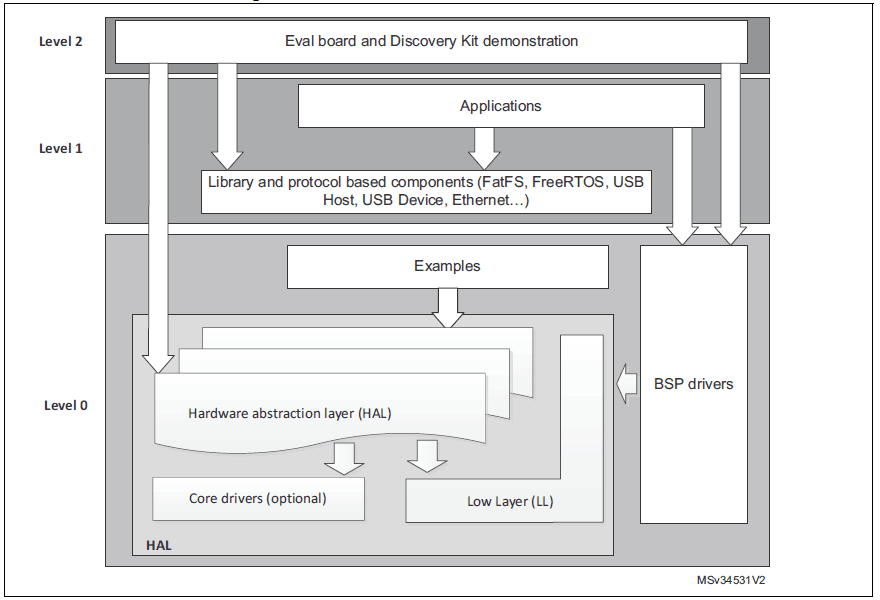 Level 2
Eval board and Discovery Kit demonstration
Applications
Level 1
Library and protocol based components (FatFS, FreeRTOS, USB
Host, USB Device, Ethernet…)
Examples
BSP drivers
Level 0
Hardware abstraction layer (HAL)
Core drivers (optional)
Low Layer (LL)
HAL
MSv34531V2